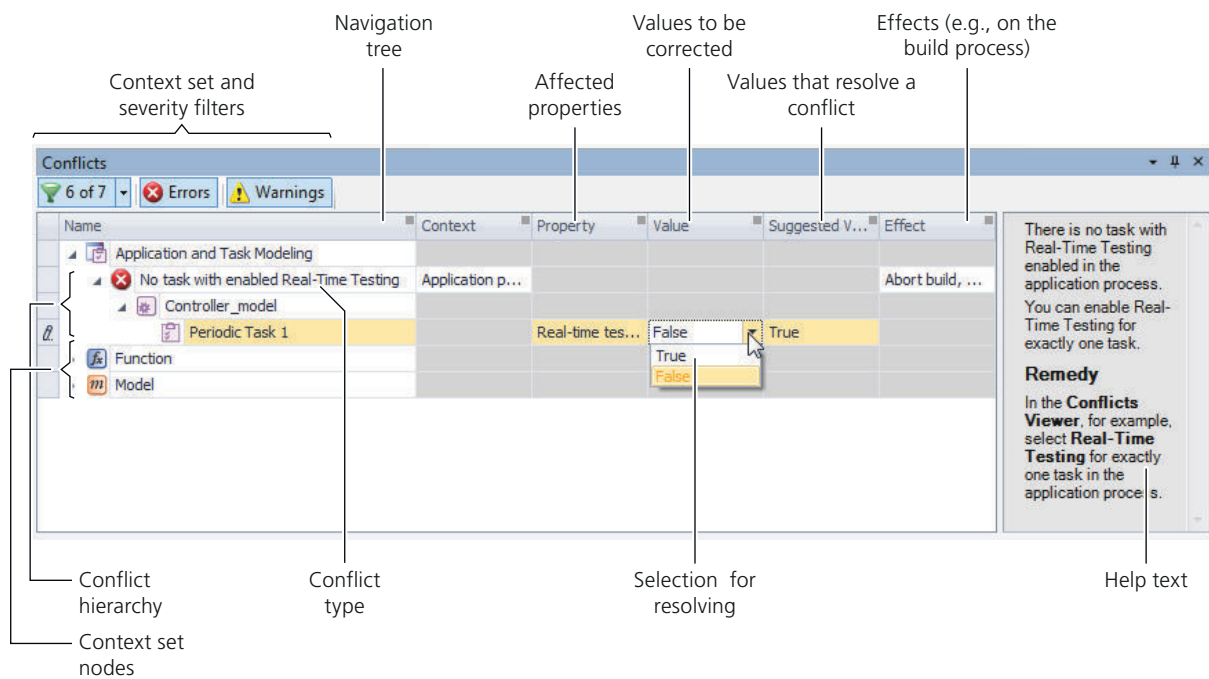 Navigation
tree
Values to be
corrected
Effects (e.g., on the
build process)
Context set and
severity filters
Affected
properties
Values that resolve a
conflict
Conflicts
6 of 7
Errors
Warnings
Name
Context
Property
Value
Suggested V...
Effect
Application and Task Modeling
No task with enabled Real-Time Testing
Application p...
Abort build, ...
Controller_model
Periodic Task 1
Real-time tes...
False
True
True
False
fx
Function
m
Model
There is no task with
Real-Time Testing
enabled in the
application process.
You can enable Real-
Time Testing for
exactly one task.
Remedy
In the Conflicts
Viewer, for example,
select Real-Time
Testing for exactly
one task in the
application process.
Conflict
hierarchy
Conflict
type
Selection for
resolving
Help text
Context set
nodes